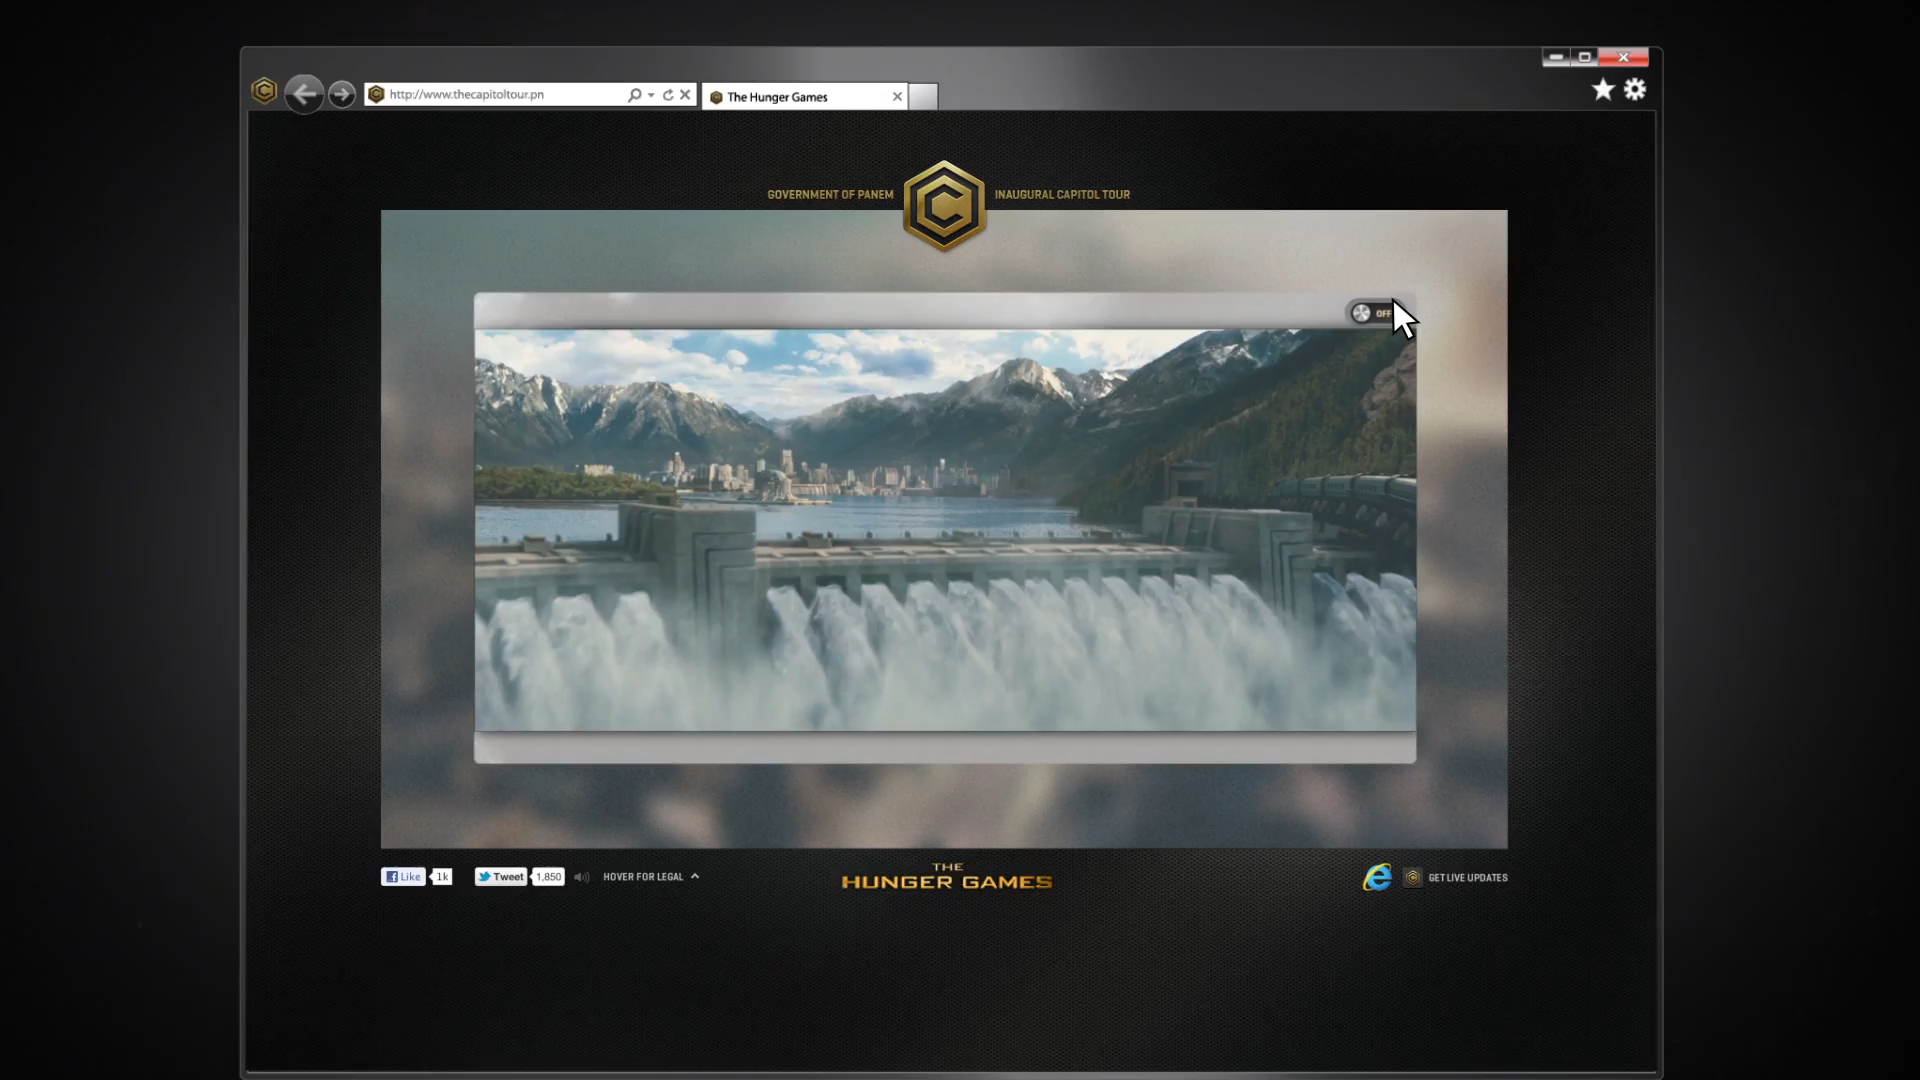 http://www.thecapitoltour.pn
The Hunger Games
GOVERNMENT OF PANEM
INAUGURAL CAPITOL TOUR
OFF
Like
1k
Tweet
1,850
HOVER FOR LEGAL
THE
HUNGER GAMES
GET LIVE UPDATES